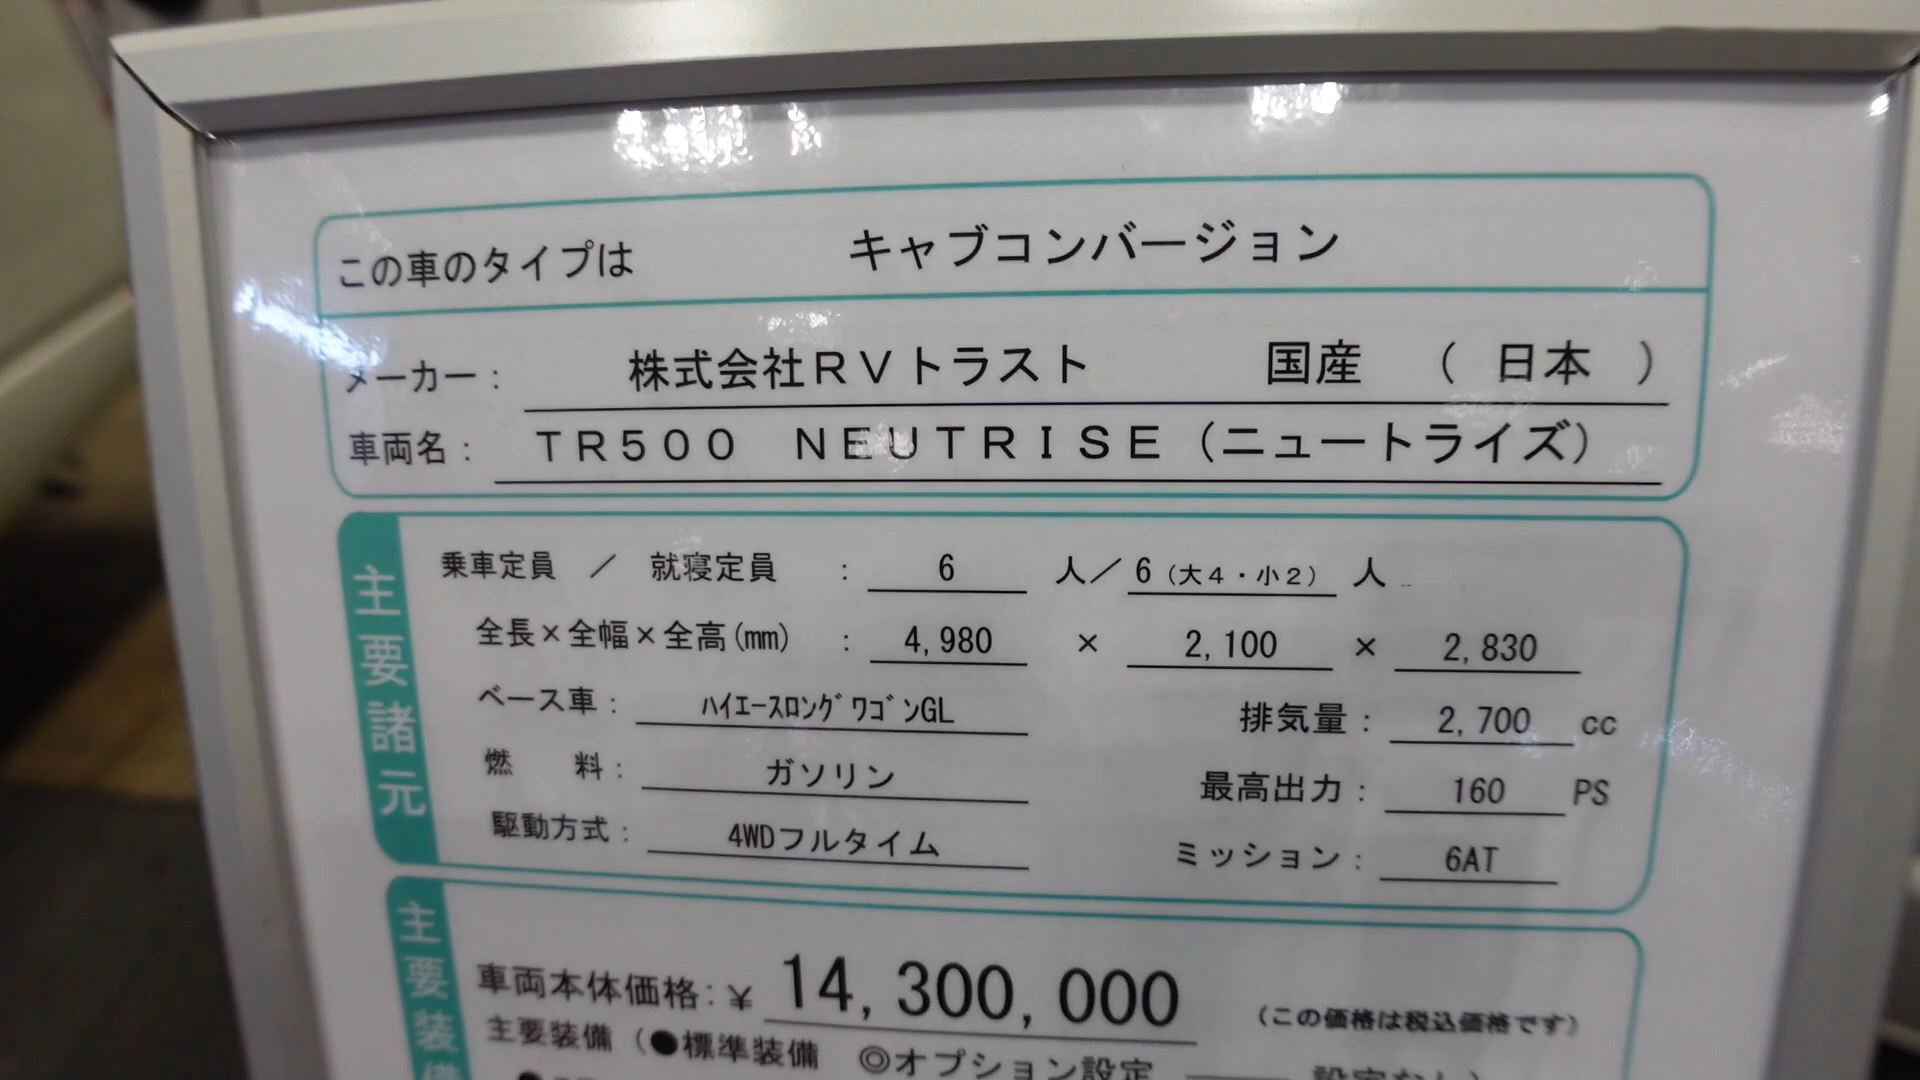 この車のタイプは キャブコンバージョン
メーカー： 株式会社ＲＶトラスト 国産 （ 日本 ）
車両名： ＴＲ５００ ＮＥＵＴＲＩＳＥ（ニュートライズ）
主要諸元
乗車定員 ／ 就寝定員 ： 6 人／ 6（大4・小2） 人
全長×全幅×全高(mm) ： 4,980 × 2,100 × 2,830
ベース車： ﾊｲｴｰｽﾛﾝｸﾞﾜｺﾞﾝGL 排気量： 2,700 cc
燃 料： ガソリン 最高出力： 160 PS
駆動方式： 4WDフルタイム ミッション： 6AT
主要装備
車両本体価格：￥ 14,300,000 （この価格は税込価格です）
主要装備（●標準装備 ◎オプション設定 設定なし）